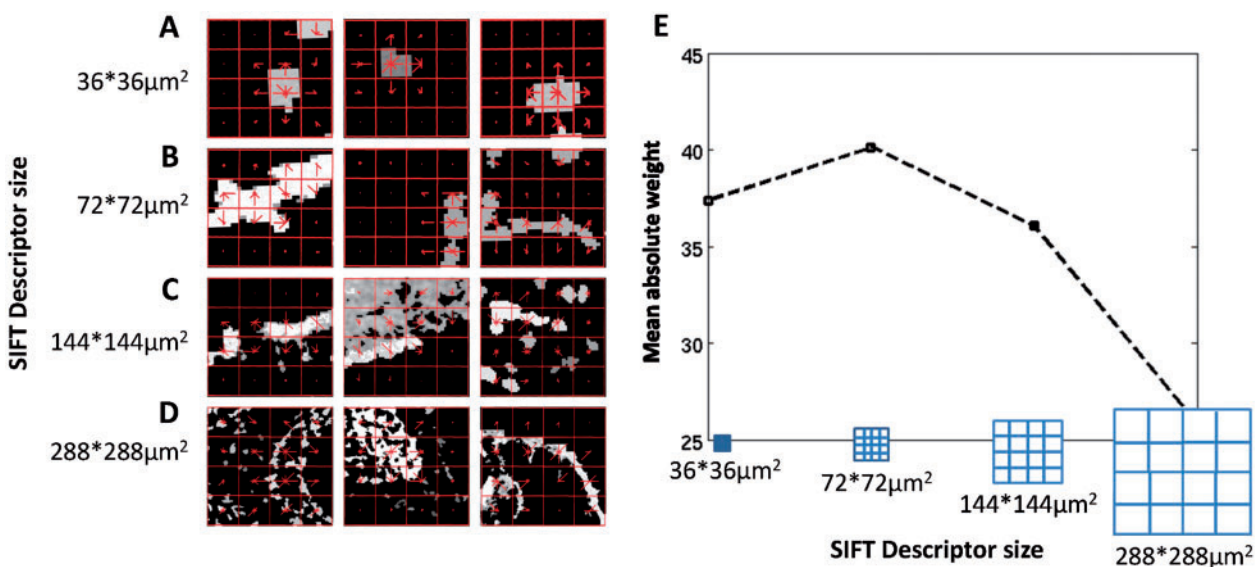 A
36*36µm²
B
72*72µm²
C
144*144µm²
D
288*288µm²
SIFT Descriptor size
E
45
40
35
30
25
Mean absolute weight
36*36µm²
72*72µm²
144*144µm²
288*288µm²
SIFT Descriptor size